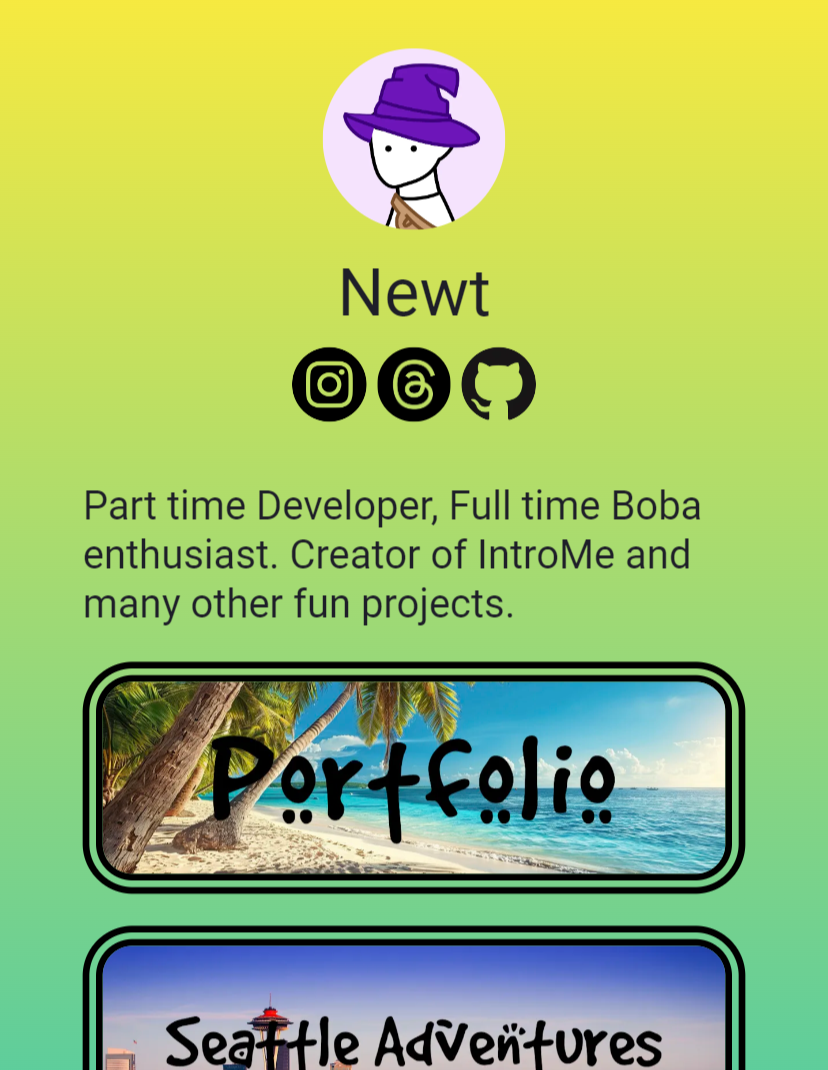 Newt
Part time Developer, Full time Boba
enthusiast. Creator of IntroMe and
many other fun projects.
Portfolio
Seattle Adventures